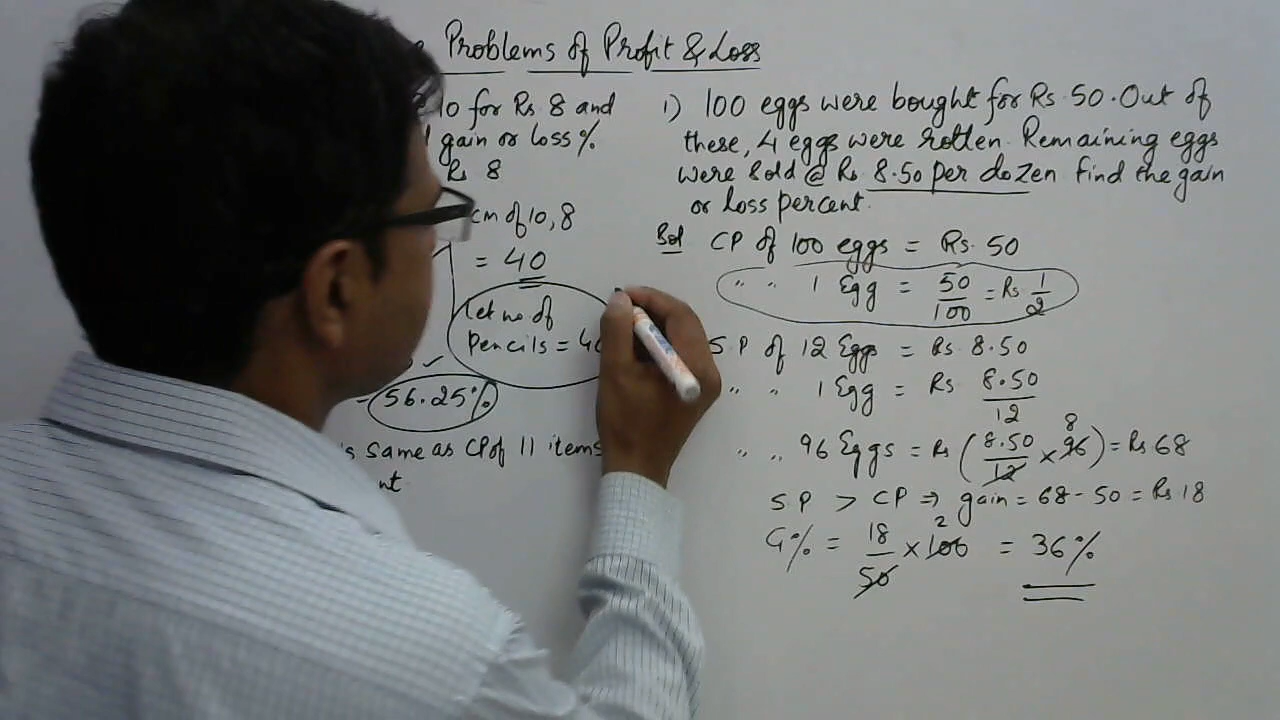 Problems of Profit & Loss
10 for Rs 8 and
gain or loss %
Rs 8
cm of 10, 8
= 40
Let no of
Pencils = 40
= 56.25%
same as CP of 11 items
nt
1) 100 eggs were bought for Rs. 50. Out of
these, 4 eggs were rotten. Remaining eggs
were Sold @ Rs 8.50 per dozen find the gain
or loss percent.
Sol CP of 100 eggs = Rs. 50
" " 1 Egg = 50/100 = Rs 1/2
S.P of 12 Eggs = Rs 8.50
" " 1 Egg = Rs 8.50/12
" " 96 Eggs = Rs (8.50/12 × 96) = Rs 68
8
S P > CP ⇒ gain = 68 - 50 = Rs 18
G% = 18/50 × 100 = 36%
2